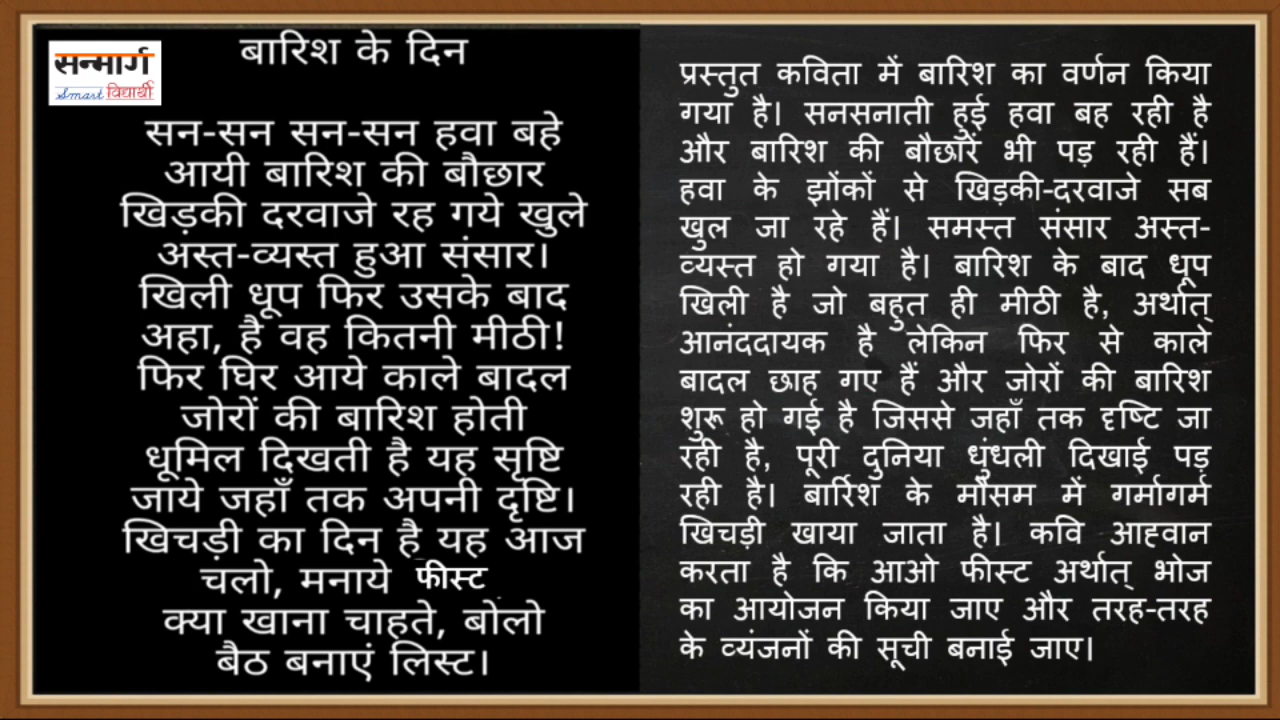 सन्मार्ग
Smart विद्यार्थी
बारिश के दिन
सन-सन सन-सन हवा बहे
आयी बारिश की बौछार
खिड़की दरवाजे रह गये खुले
अस्त-व्यस्त हुआ संसार।
खिली धूप फिर उसके बाद
अहा, है वह कितनी मीठी!
फिर घिर आये काले बादल
जोरों की बारिश होती
धूमिल दिखती है यह सृष्टि
जाये जहाँ तक अपनी दृष्टि।
खिचड़ी का दिन है यह आज
चलो, मनाये फीस्ट
क्या खाना चाहते, बोलो
बैठ बनाएं लिस्ट।
प्रस्तुत कविता में बारिश का वर्णन किया
गया है। सनसनाती हुई हवा बह रही है
और बारिश की बौछारें भी पड़ रही हैं।
हवा के झोंकों से खिड़की-दरवाजे सब
खुल जा रहे हैं। समस्त संसार अस्त-
व्यस्त हो गया है। बारिश के बाद धूप
खिली है जो बहुत ही मीठी है, अर्थात्
आनंददायक है लेकिन फिर से काले
बादल छाह गए हैं और जोरों की बारिश
शुरू हो गई है जिससे जहाँ तक दृष्टि जा
रही है, पूरी दुनिया धुंधली दिखाई पड़
रही है। बारिश के मौसम में गर्मागर्म
खिचड़ी खाया जाता है। कवि आह्वान
करता है कि आओ फीस्ट अर्थात् भोज
का आयोजन किया जाए और तरह-तरह
के व्यंजनों की सूची बनाई जाए।